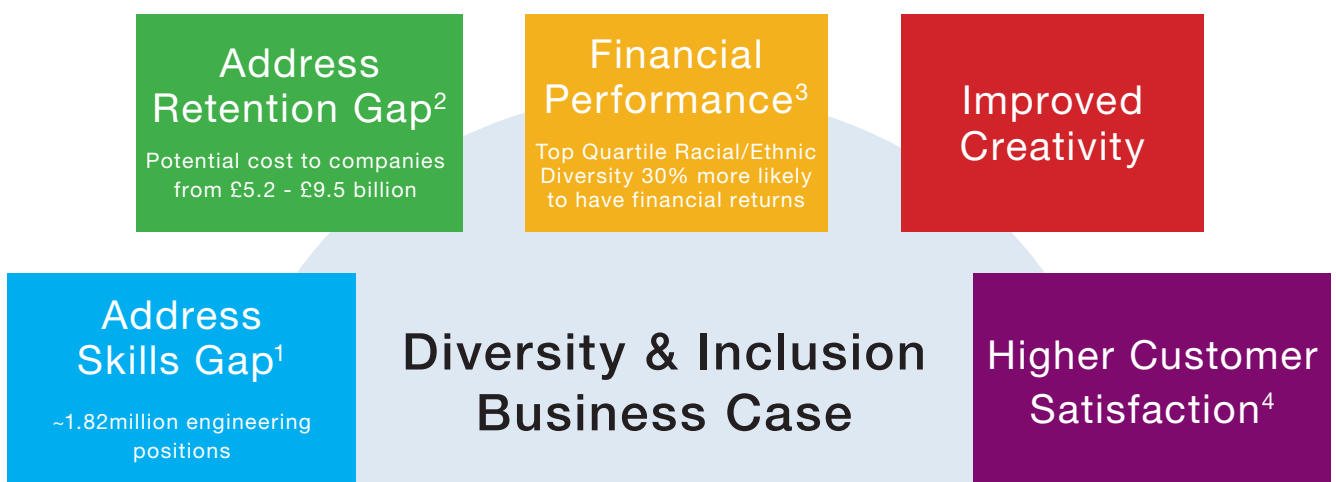 Address
Retention Gap²
Potential cost to companies
from £5.2 - £9.5 billion
Financial
Performance³
Top Quartile Racial/Ethnic
Diversity 30% more likely
to have financial returns
Improved
Creativity
Address
Skills Gap¹
~1.82million engineering
positions
Diversity & Inclusion
Business Case
Higher Customer
Satisfaction⁴